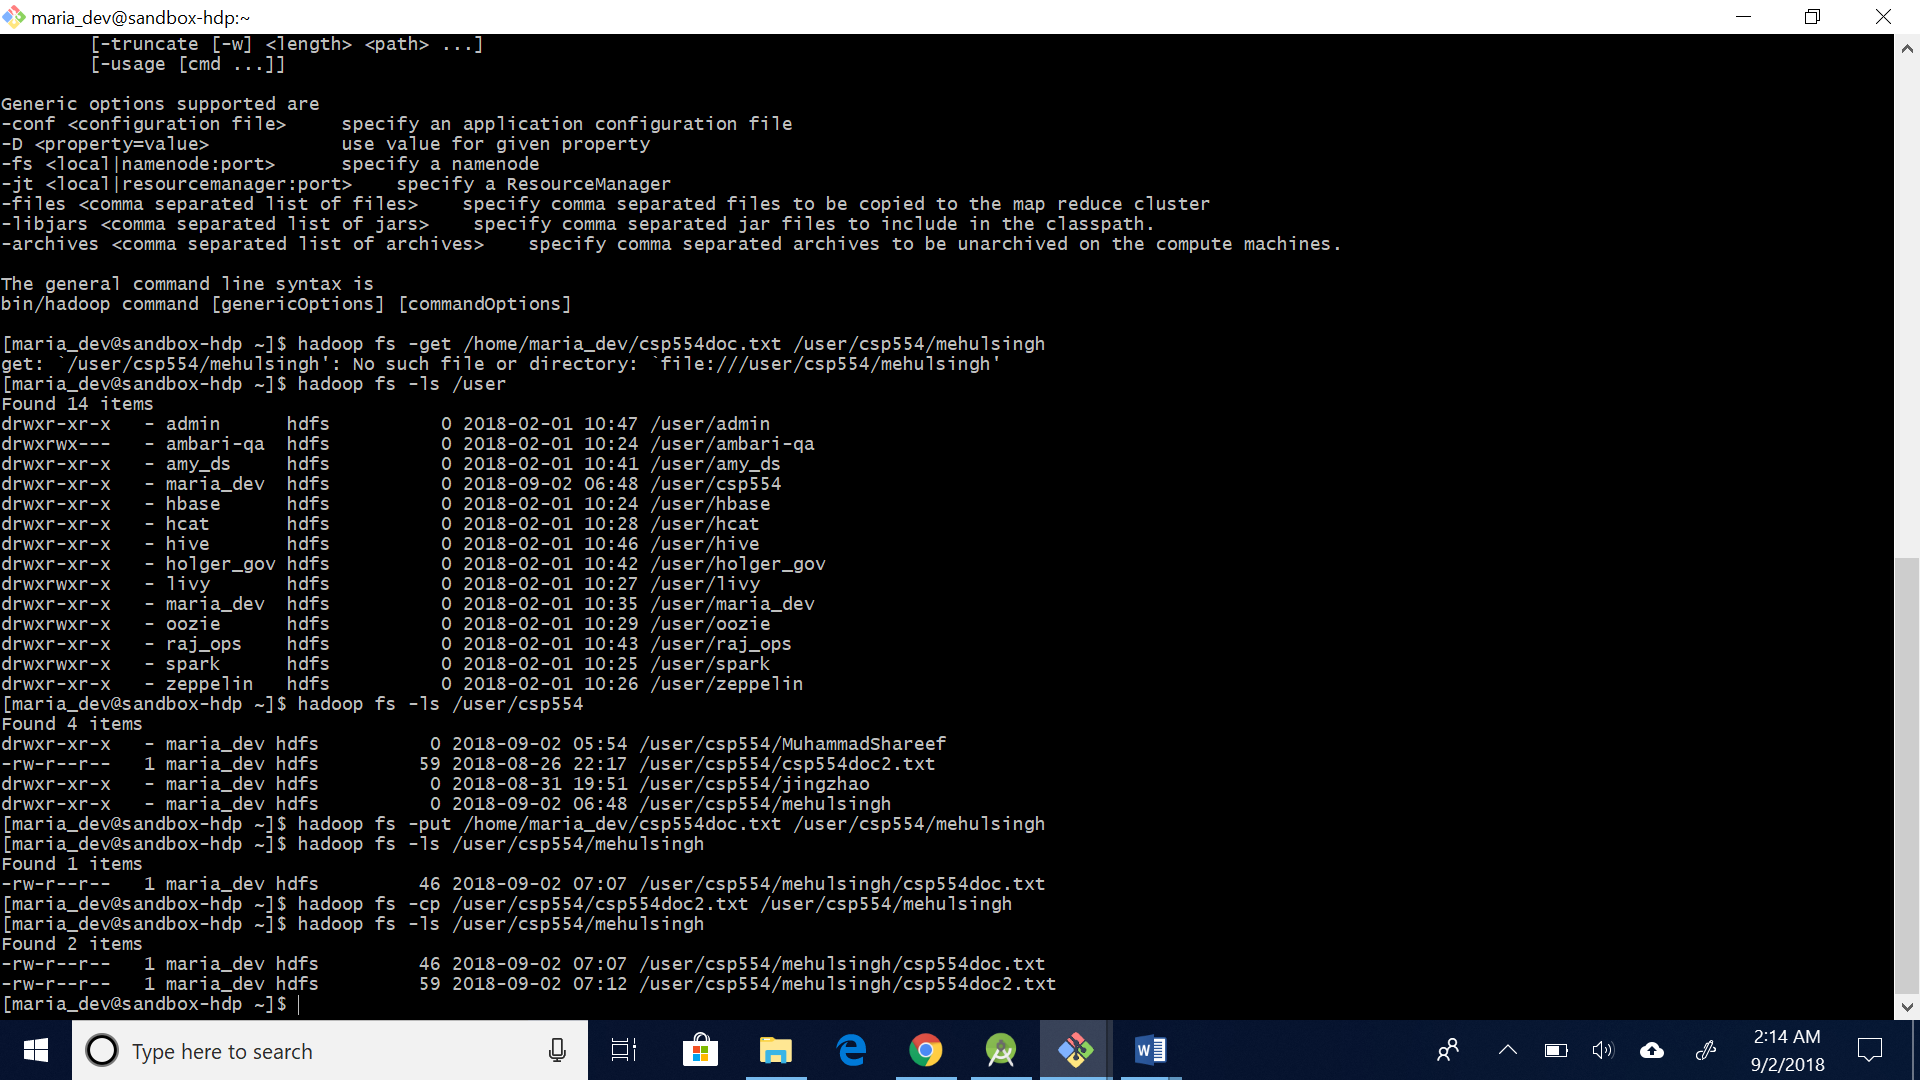 maria_dev@sandbox-hdp:~
[-truncate [-w] <length> <path> ...]
[-usage [cmd ...]]
Generic options supported are
-conf <configuration file>     specify an application configuration file
-D <property=value>            use value for given property
-fs <local|namenode:port>      specify a namenode
-jt <local|resourcemanager:port>    specify a ResourceManager
-files <comma separated list of files>    specify comma separated files to be copied to the map reduce cluster
-libjars <comma separated list of jars>    specify comma separated jar files to include in the classpath.
-archives <comma separated list of archives>    specify comma separated archives to be unarchived on the compute machines.
The general command line syntax is
bin/hadoop command [genericOptions] [commandOptions]
[maria_dev@sandbox-hdp ~]$ hadoop fs -get /home/maria_dev/csp554doc.txt /user/csp554/mehulsingh
get: `/user/csp554/mehulsingh': No such file or directory: `file:///user/csp554/mehulsingh'
[maria_dev@sandbox-hdp ~]$ hadoop fs -ls /user
Found 14 items
drwxr-xr-x   - admin      hdfs          0 2018-02-01 10:47 /user/admin
drwxrwx---   - ambari-qa  hdfs          0 2018-02-01 10:24 /user/ambari-qa
drwxr-xr-x   - amy_ds     hdfs          0 2018-02-01 10:41 /user/amy_ds
drwxr-xr-x   - maria_dev  hdfs          0 2018-09-02 06:48 /user/csp554
drwxr-xr-x   - hbase      hdfs          0 2018-02-01 10:24 /user/hbase
drwxr-xr-x   - hcat       hdfs          0 2018-02-01 10:28 /user/hcat
drwxr-xr-x   - hive       hdfs          0 2018-02-01 10:46 /user/hive
drwxr-xr-x   - holger_gov hdfs          0 2018-02-01 10:42 /user/holger_gov
drwxrwxr-x   - livy       hdfs          0 2018-02-01 10:27 /user/livy
drwxr-xr-x   - maria_dev  hdfs          0 2018-02-01 10:35 /user/maria_dev
drwxrwxr-x   - oozie      hdfs          0 2018-02-01 10:29 /user/oozie
drwxr-xr-x   - raj_ops    hdfs          0 2018-02-01 10:43 /user/raj_ops
drwxrwxr-x   - spark      hdfs          0 2018-02-01 10:25 /user/spark
drwxr-xr-x   - zeppelin   hdfs          0 2018-02-01 10:26 /user/zeppelin
[maria_dev@sandbox-hdp ~]$ hadoop fs -ls /user/csp554
Found 4 items
drwxr-xr-x   - maria_dev hdfs          0 2018-09-02 05:54 /user/csp554/MuhammadShareef
-rw-r--r--   1 maria_dev hdfs         59 2018-08-26 22:17 /user/csp554/csp554doc2.txt
drwxr-xr-x   - maria_dev hdfs          0 2018-08-31 19:51 /user/csp554/jingzhao
drwxr-xr-x   - maria_dev hdfs          0 2018-09-02 06:48 /user/csp554/mehulsingh
[maria_dev@sandbox-hdp ~]$ hadoop fs -put /home/maria_dev/csp554doc.txt /user/csp554/mehulsingh
[maria_dev@sandbox-hdp ~]$ hadoop fs -ls /user/csp554/mehulsingh
Found 1 items
-rw-r--r--   1 maria_dev hdfs         46 2018-09-02 07:07 /user/csp554/mehulsingh/csp554doc.txt
[maria_dev@sandbox-hdp ~]$ hadoop fs -cp /user/csp554/csp554doc2.txt /user/csp554/mehulsingh
[maria_dev@sandbox-hdp ~]$ hadoop fs -ls /user/csp554/mehulsingh
Found 2 items
-rw-r--r--   1 maria_dev hdfs         46 2018-09-02 07:07 /user/csp554/mehulsingh/csp554doc.txt
-rw-r--r--   1 maria_dev hdfs         59 2018-09-02 07:12 /user/csp554/mehulsingh/csp554doc2.txt
[maria_dev@sandbox-hdp ~]$
Type here to search
2:14 AM
9/2/2018